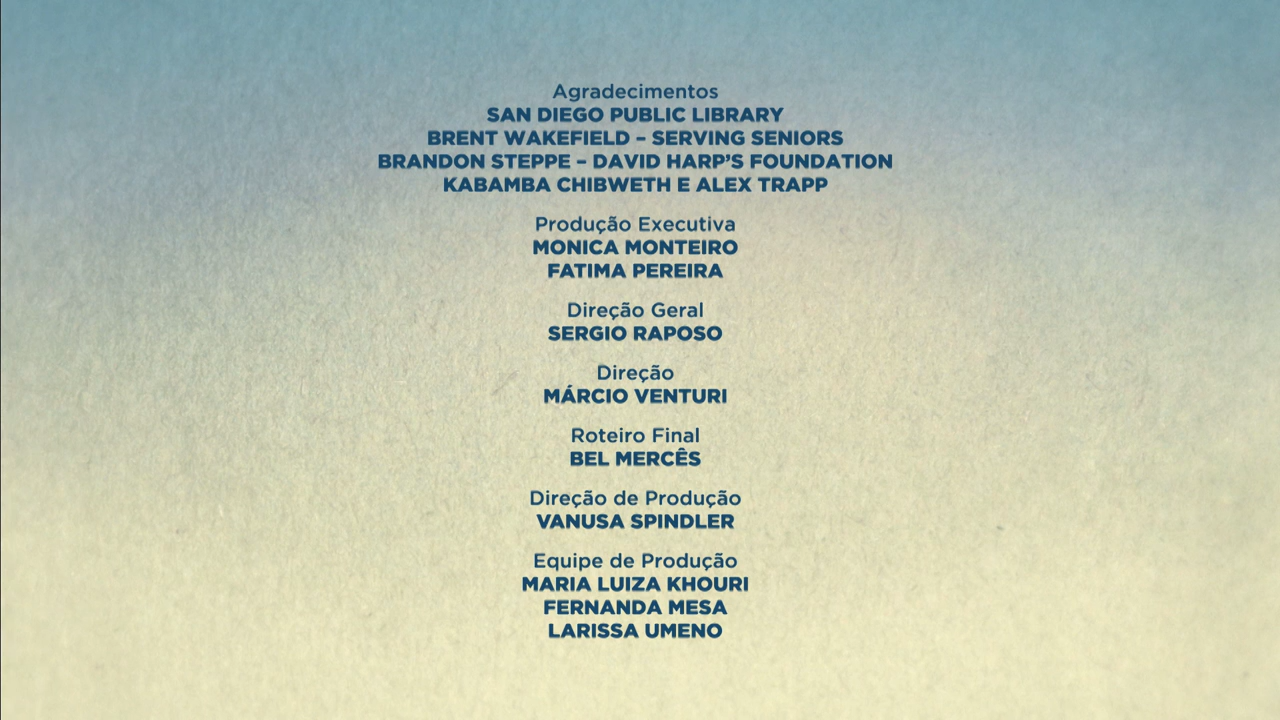 Agradecimentos
SAN DIEGO PUBLIC LIBRARY
BRENT WAKEFIELD – SERVING SENIORS
BRANDON STEPPE – DAVID HARP'S FOUNDATION
KABAMBA CHIBWETH E ALEX TRAPP
Produção Executiva
MONICA MONTEIRO
FATIMA PEREIRA
Direção Geral
SERGIO RAPOSO
Direção
MÁRCIO VENTURI
Roteiro Final
BEL MERCÊS
Direção de Produção
VANUSA SPINDLER
Equipe de Produção
MARIA LUIZA KHOURI
FERNANDA MESA
LARISSA UMENO